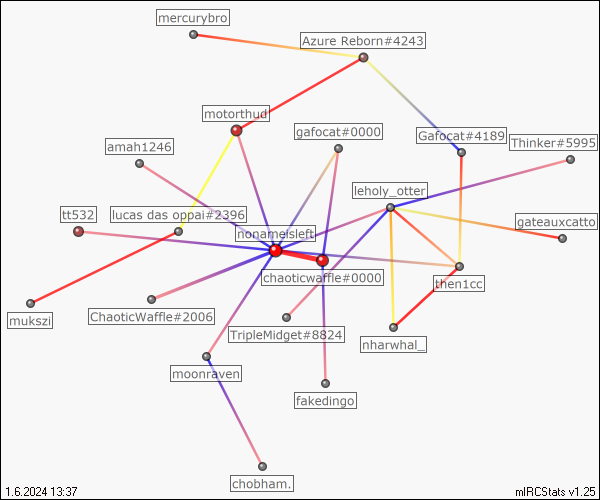 mercurybro
Azure Reborn#4243
motorthud
gafocat#0000
Gafocat#4189
Thinker#5995
amah1246
leholy_otter
tt532
lucas das oppai#2396
gateauxcatto
nonameisleft
chaoticwaffle#0000
then1cc
mukszi
ChaoticWaffle#2006
TripleMidget#8824
nharwhal_
moonraven
fakedingo
chobham.
1.6.2024 13:37
mIRCStats v1.25